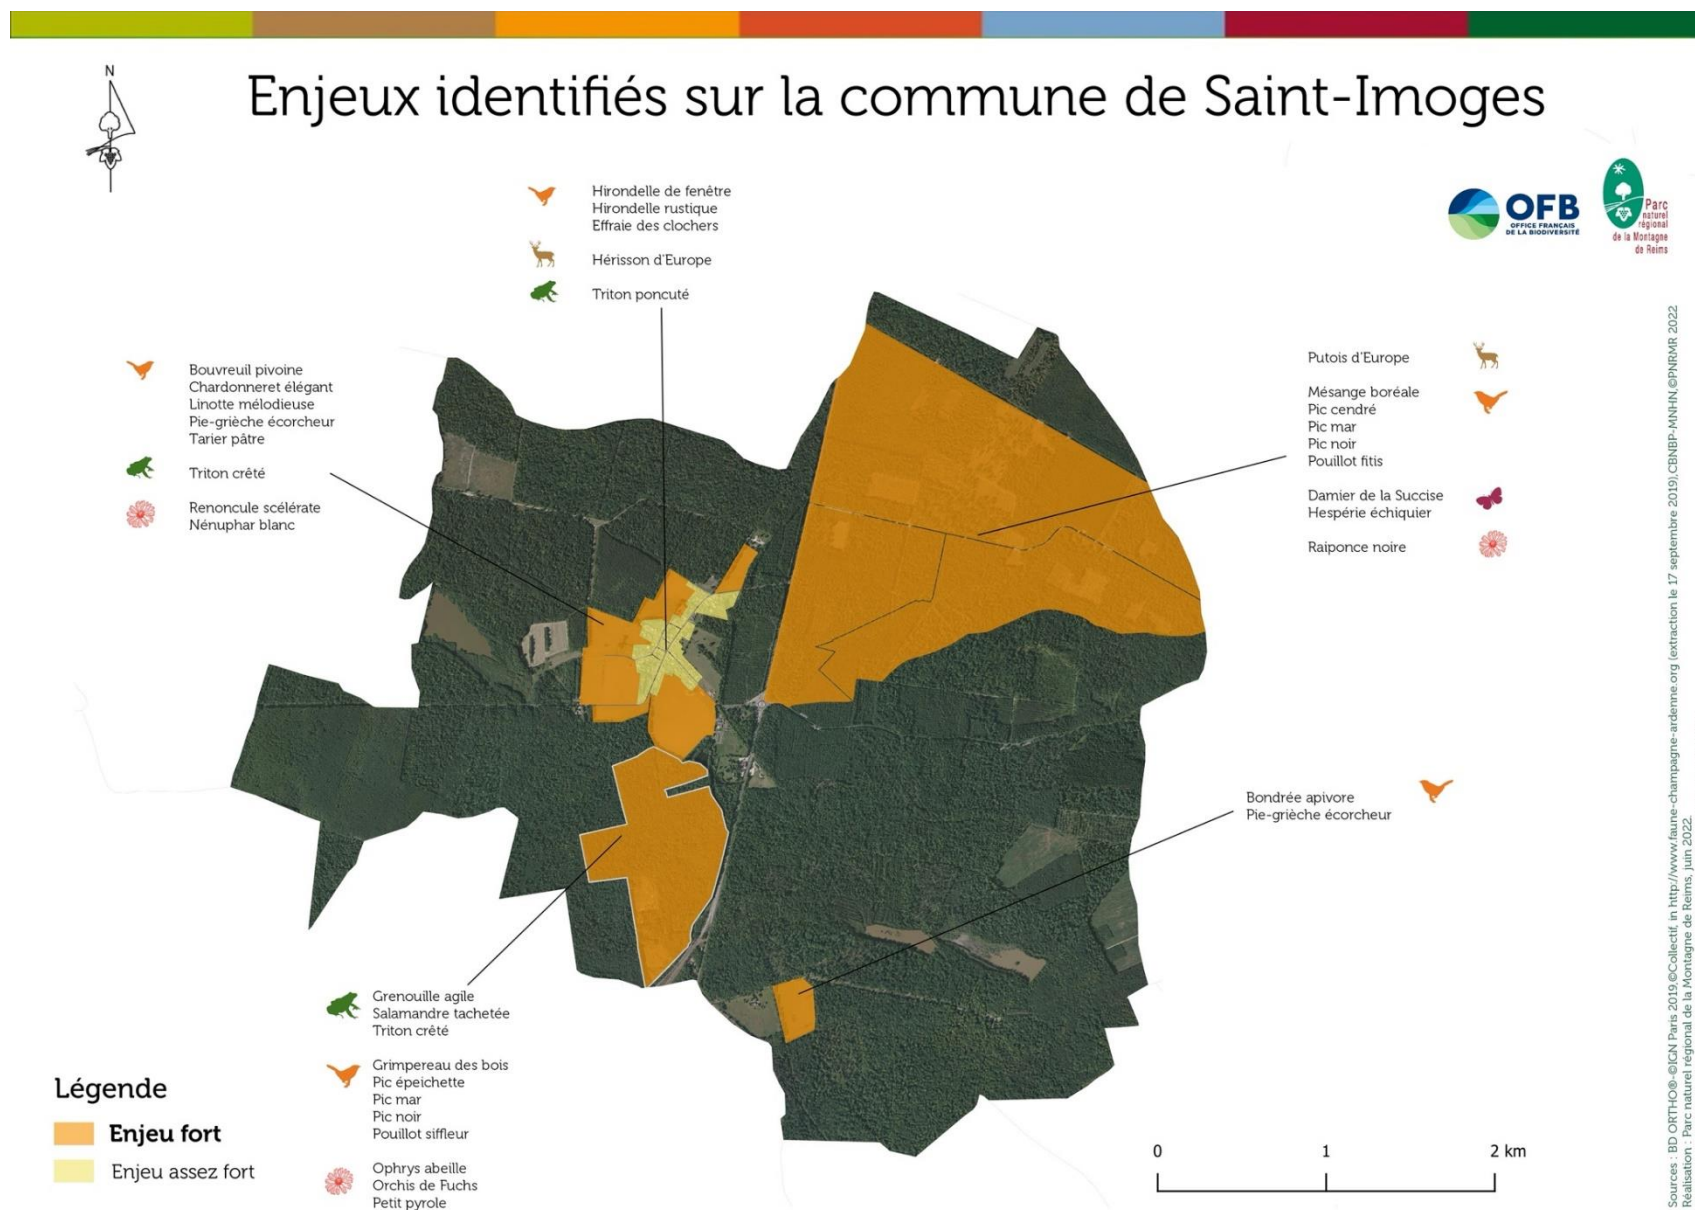 N
Enjeux identifiés sur la commune de Saint-Imoges
OFB
OFFICE FRANÇAIS
DE LA BIODIVERSITÉ
Parc
naturel
régional
de la Montagne
de Reims
Hirondelle de fenêtre
Hirondelle rustique
Effraie des clochers
Hérisson d'Europe
Triton poncuté
Bouvreuil pivoine
Chardonneret élégant
Linotte mélodieuse
Pie-grièche écorcheur
Tarier pâtre
Triton crêté
Renoncule scélérate
Nénuphar blanc
Putois d'Europe
Mésange boréale
Pic cendré
Pic mar
Pic noir
Pouillot fitis
Damier de la Succise
Hespérie échiquier
Raiponce noire
Bondrée apivore
Pie-grièche écorcheur
Grenouille agile
Salamandre tachetée
Triton crêté
Grimpereau des bois
Pic épeichette
Pic mar
Pic noir
Pouillot siffleur
Ophrys abeille
Orchis de Fuchs
Petit pyrole
Légende
Enjeu fort
Enjeu assez fort
0 1 2 km
Sources : BD ORTHO®-©IGN Paris 2019,©Collectif, in http://www.faune-champagne-ardenne.org (extraction le 17 septembre 2019),CBNBP-MNHN,©PNRMR 2022
Réalisation : Parc naturel régional de la Montagne de Reims, juin 2022.